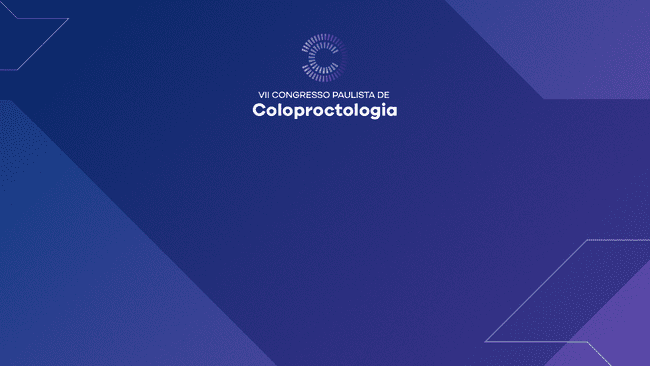 VII CONGRESSO PAULISTA DE
Coloproctologia